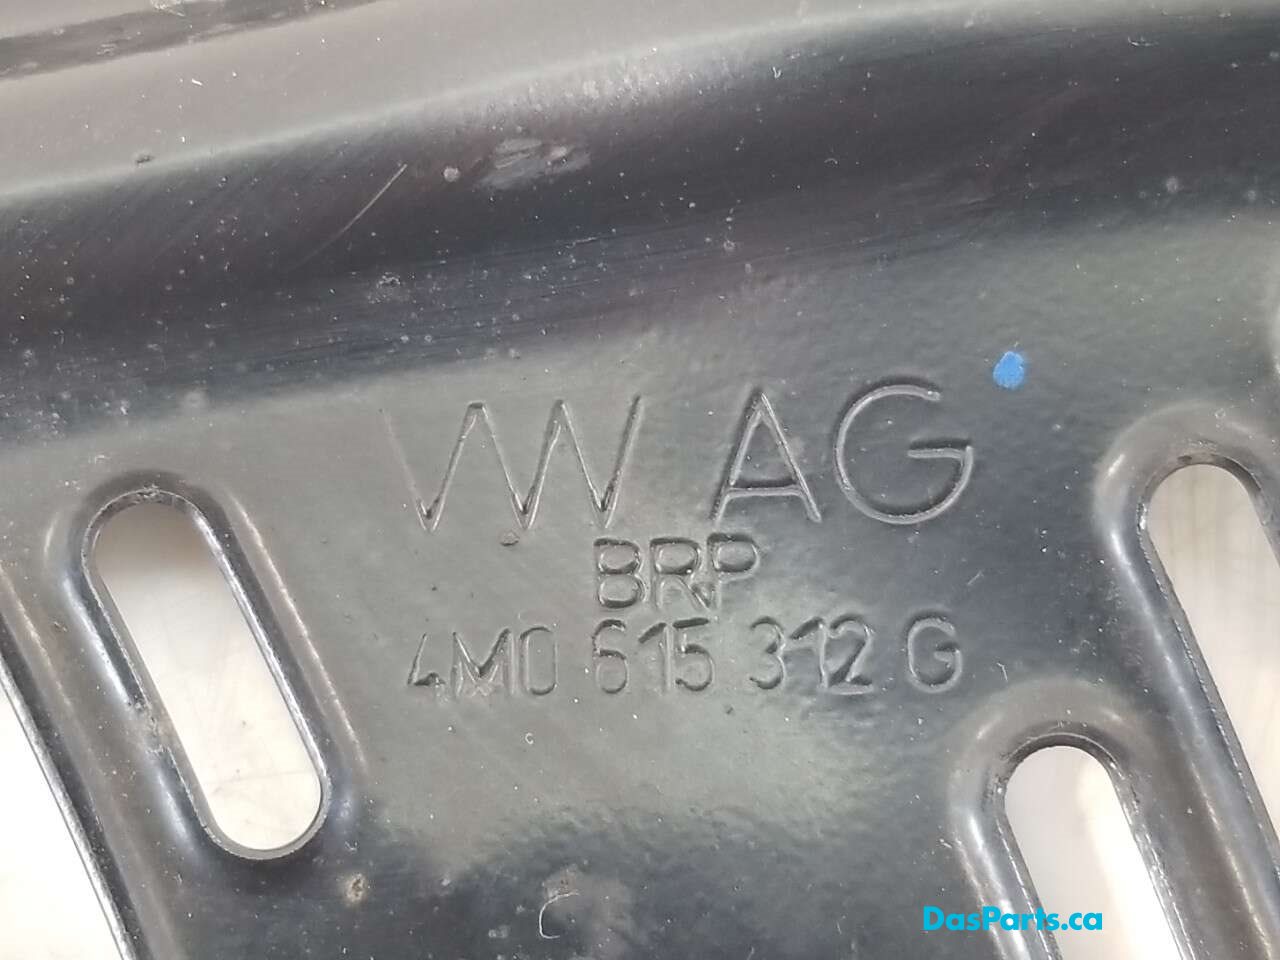 VW AG
BRP
4M0 615 312 G
DasParts.ca